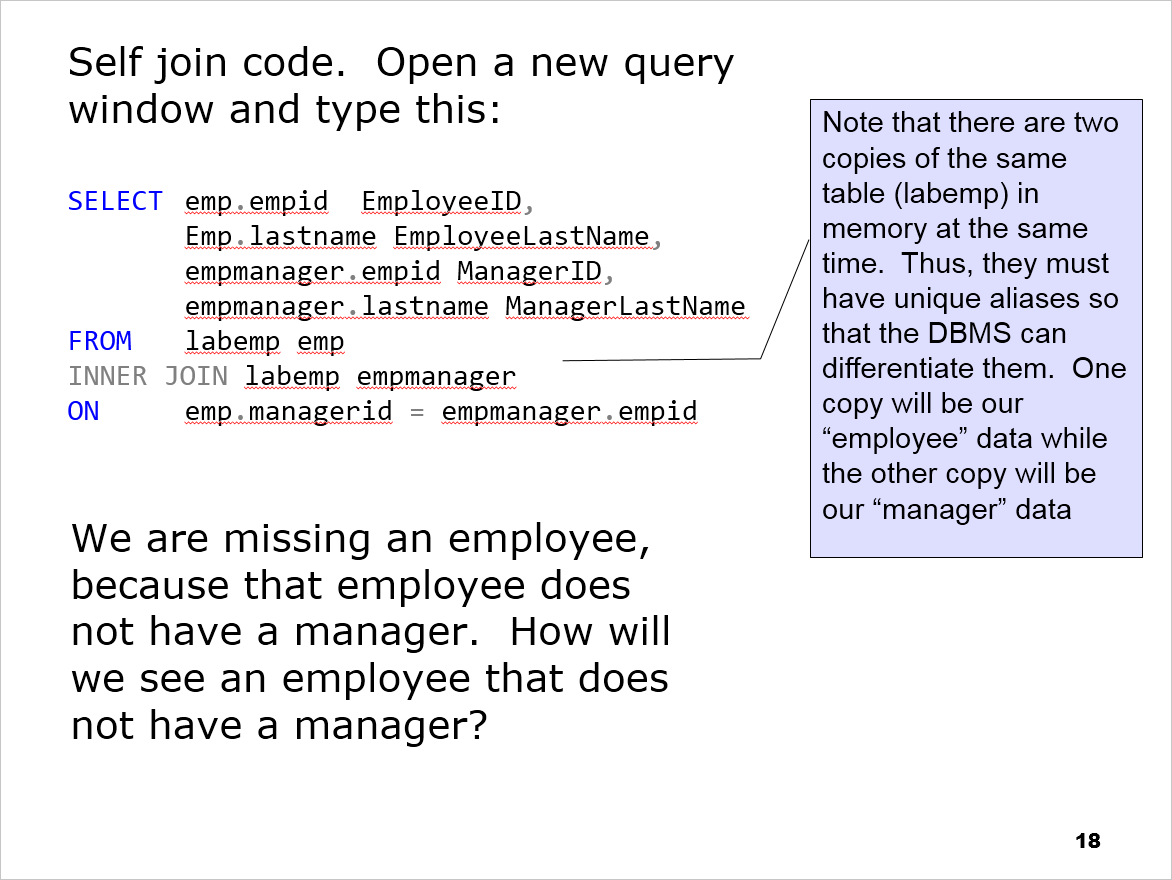 Self join code.  Open a new query
window and type this:
SELECT emp.empid  EmployeeID,
Emp.lastname EmployeeLastName,
empmanager.empid ManagerID,
empmanager.lastname ManagerLastName
FROM labemp emp
INNER JOIN labemp empmanager
ON emp.managerid = empmanager.empid
Note that there are two
copies of the same
table (labemp) in
memory at the same
time.  Thus, they must
have unique aliases so
that the DBMS can
differentiate them.  One
copy will be our
“employee” data while
the other copy will be
our “manager” data
We are missing an employee,
because that employee does
not have a manager.  How will
we see an employee that does
not have a manager?
18